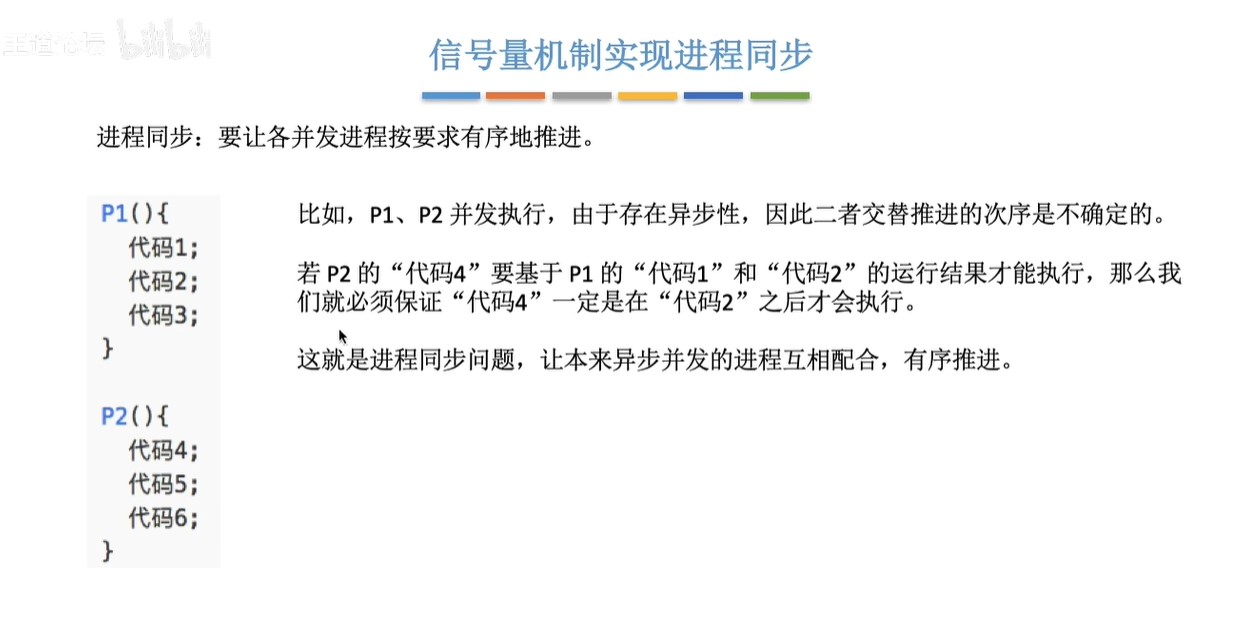 王道论坛 bilibili
信号量机制实现进程同步
进程同步：要让各并发进程按要求有序地推进。
P1(){
代码1;
代码2;
代码3;
}
P2(){
代码4;
代码5;
代码6;
}
比如，P1、P2 并发执行，由于存在异步性，因此二者交替推进的次序是不确定的。
若 P2 的“代码4”要基于 P1 的“代码1”和“代码2”的运行结果才能执行，那么我
们就必须保证“代码4”一定是在“代码2”之后才会执行。
这就是进程同步问题，让本来异步并发的进程互相配合，有序推进。